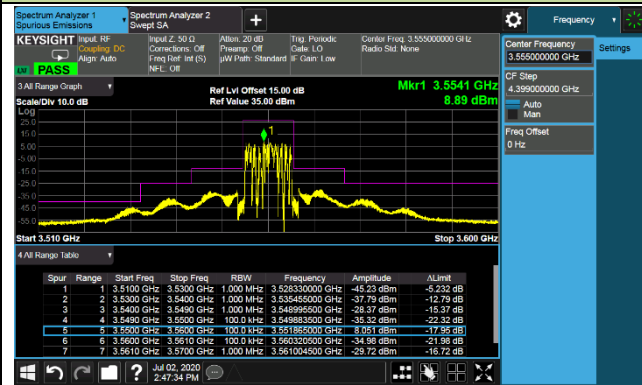 Spectrum Analyzer 1
Spurious Emissions
Spectrum Analyzer 2
Swept SA
Frequency
KEYSIGHT
Input: RF
Coupling: DC
Align: Auto
Input Z: 50 Ω
Corrections: Off
Freq Ref: Int (S)
NFE: Off
Atten: 20 dB
Preamp: Off
µW Path: Standard
Trig: Periodic
Gate: LO
IF Gain: Low
Center Freq: 3.555000000 GHz
Radio Std: None
PASS
Center Frequency
3.555000000 GHz
Settings
CF Step
4.399000000 GHz
Auto
Man
Freq Offset
0 Hz
3 All Range Graph
Scale/Div 10.0 dB
Ref Lvl Offset 15.00 dB
Ref Value 35.00 dBm
Mkr1 3.5541 GHz
8.89 dBm
Log
25.0
15.0
5.00
-5.00
-15.0
-25.0
-35.0
-45.0
-55.0
1
Start 3.510 GHz
Stop 3.600 GHz
4 All Range Table
Spur Range Start Freq Stop Freq RBW Frequency Amplitude ΔLimit
1 1 3.5100 GHz 3.5300 GHz 1.000 MHz 3.528330000 GHz -45.23 dBm -5.232 dB
2 2 3.5300 GHz 3.5400 GHz 1.000 MHz 3.535455000 GHz -37.79 dBm -12.79 dB
3 3 3.5400 GHz 3.5490 GHz 1.000 MHz 3.548995500 GHz -28.37 dBm -15.37 dB
4 4 3.5490 GHz 3.5500 GHz 100.0 kHz 3.549883500 GHz -35.32 dBm -22.32 dB
5 5 3.5500 GHz 3.5600 GHz 100.0 kHz 3.551865000 GHz 8.051 dBm -17.95 dB
6 6 3.5600 GHz 3.5610 GHz 100.0 kHz 3.560320500 GHz -34.98 dBm -21.98 dB
7 7 3.5610 GHz 3.5700 GHz 1.000 MHz 3.561004500 GHz -29.72 dBm -16.72 dB
Jul 02, 2020
2:47:34 PM